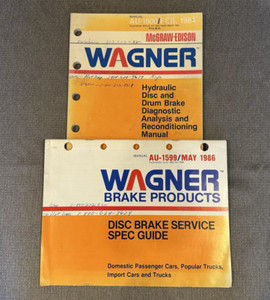 McGRAW-EDISON
WAGNER
Hydraulic
Disc and
Drum Brake
Diagnostic
Analysis and
Reconditioning
Manual
AU-1599/MAY 1986
WAGNER
BRAKE PRODUCTS
DISC BRAKE SERVICE
SPEC GUIDE
Domestic Passenger Cars, Popular Trucks,
Import Cars and Trucks